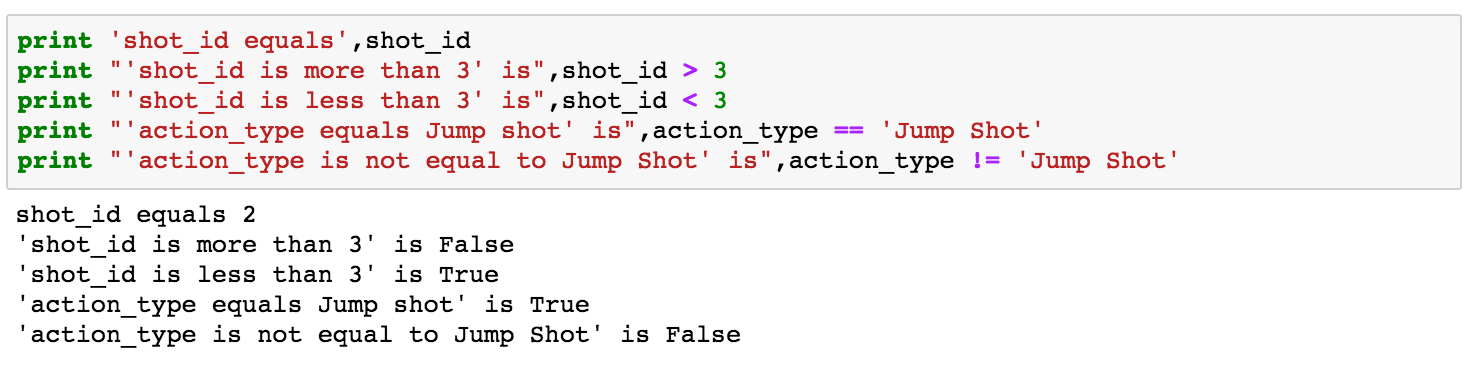 print 'shot_id equals',shot_id
print "'shot_id is more than 3' is",shot_id > 3
print "'shot_id is less than 3' is",shot_id < 3
print "'action_type equals Jump shot' is",action_type == 'Jump Shot'
print "'action_type is not equal to Jump Shot' is",action_type != 'Jump Shot'
shot_id equals 2
'shot_id is more than 3' is False
'shot_id is less than 3' is True
'action_type equals Jump shot' is True
'action_type is not equal to Jump Shot' is False